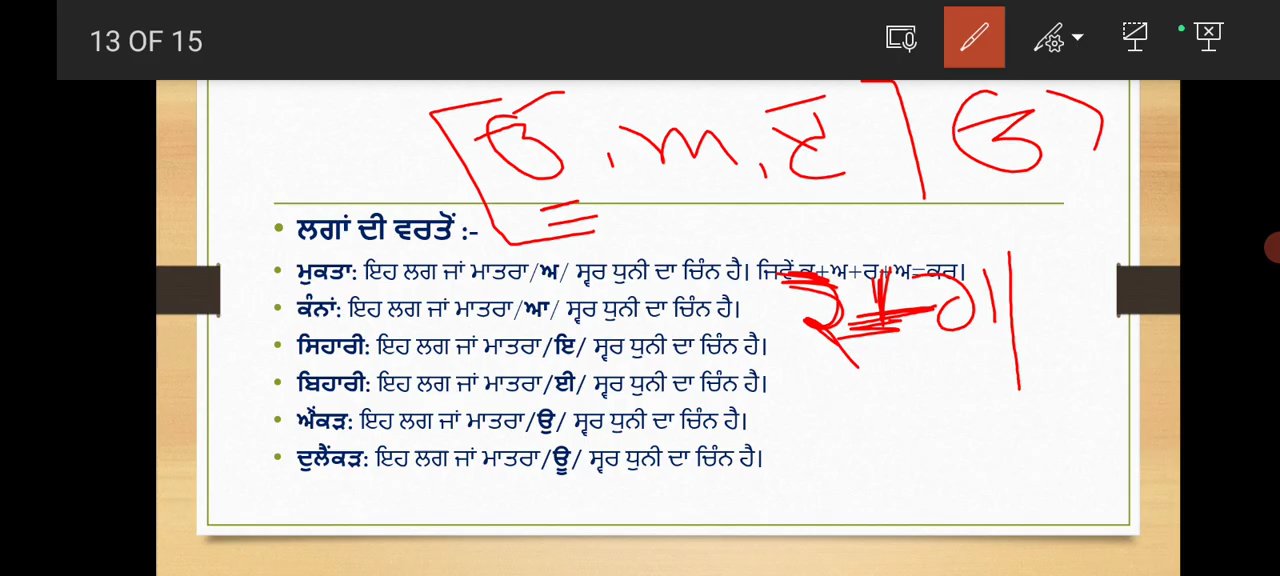 13 OF 15
ੳ, ਅ, ੲ
ਲਗਾਂ ਦੀ ਵਰਤੋਂ :-
ਮੁਕਤਾ: ਇਹ ਲਗ ਜਾਂ ਮਾਤਰਾ/ਅ/ ਸ੍ਵਰ ਧੁਨੀ ਦਾ ਚਿੰਨ ਹੈ। ਜਿਵੇਂ ਕ+ਅ+ਰ+ਅ=ਕਰ।
ਕੰਨਾਂ: ਇਹ ਲਗ ਜਾਂ ਮਾਤਰਾ/ਆ/ ਸ੍ਵਰ ਧੁਨੀ ਦਾ ਚਿੰਨ ਹੈ।
ਸਿਹਾਰੀ: ਇਹ ਲਗ ਜਾਂ ਮਾਤਰਾ/ਇ/ ਸ੍ਵਰ ਧੁਨੀ ਦਾ ਚਿੰਨ ਹੈ।
ਬਿਹਾਰੀ: ਇਹ ਲਗ ਜਾਂ ਮਾਤਰਾ/ਈ/ ਸ੍ਵਰ ਧੁਨੀ ਦਾ ਚਿੰਨ ਹੈ।
ਔਂਕੜ: ਇਹ ਲਗ ਜਾਂ ਮਾਤਰਾ/ਉ/ ਸ੍ਵਰ ਧੁਨੀ ਦਾ ਚਿੰਨ ਹੈ।
ਦੁਲੈਂਕੜ: ਇਹ ਲਗ ਜਾਂ ਮਾਤਰਾ/ਊ/ ਸ੍ਵਰ ਧੁਨੀ ਦਾ ਚਿੰਨ ਹੈ।